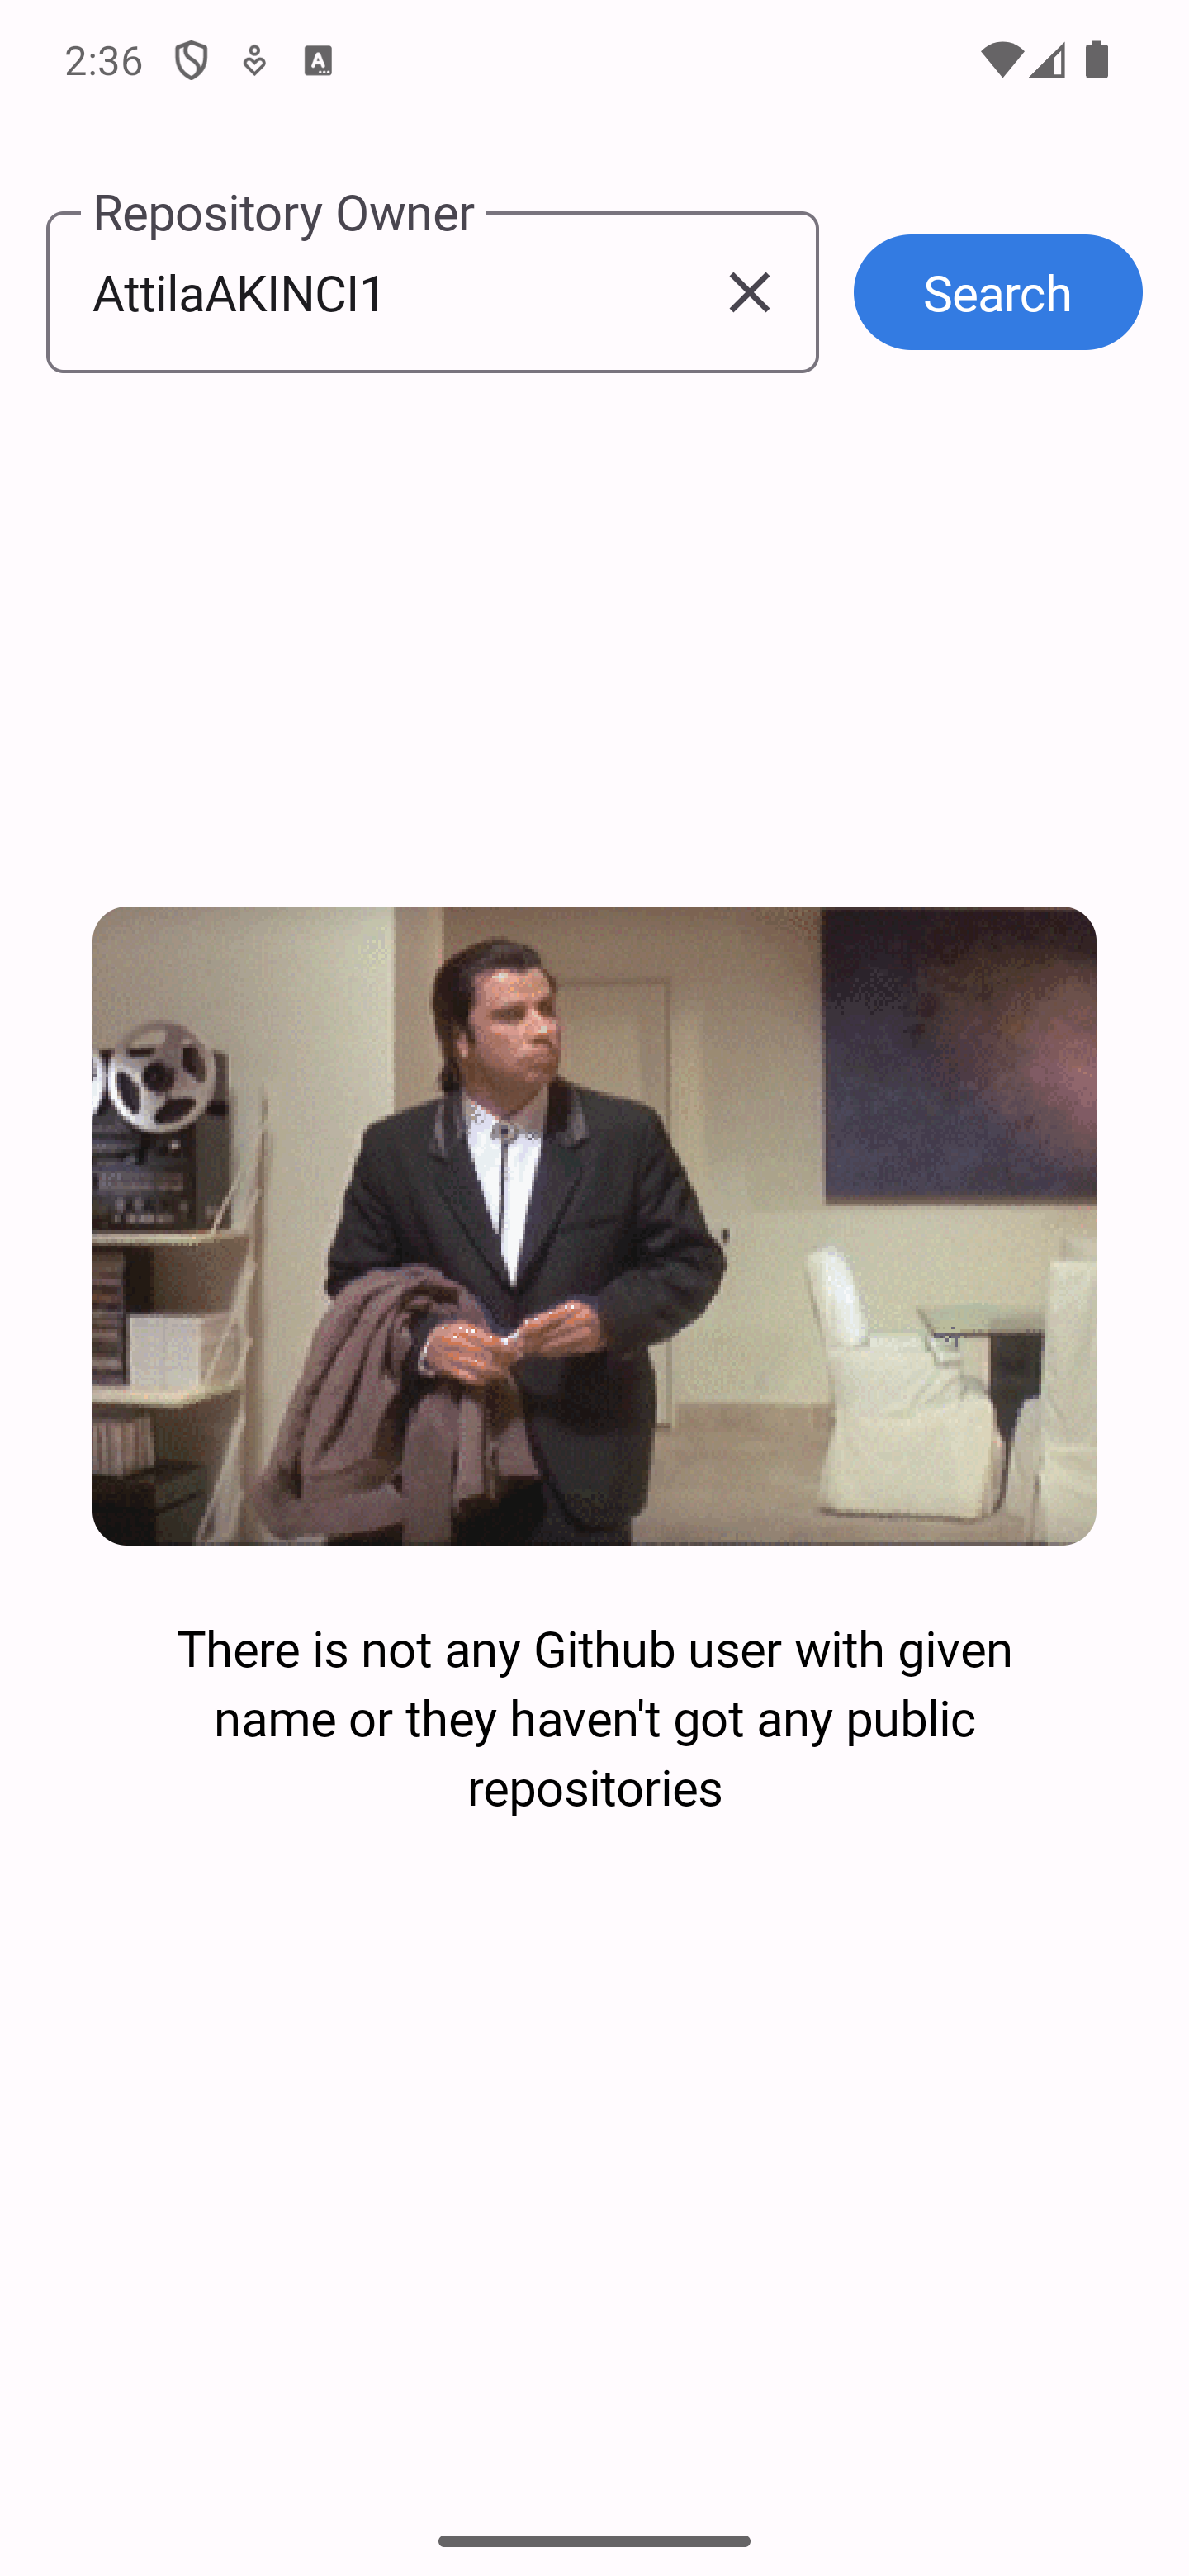 2:36
Repository Owner
AttilaAKINCI1
Search
There is not any Github user with given
name or they haven't got any public
repositories